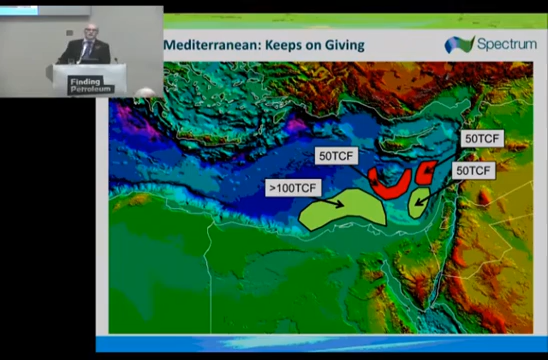 Mediterranean: Keeps on Giving
Spectrum
Finding
Petroleum
50TCF
50TCF
50TCF
>100TCF